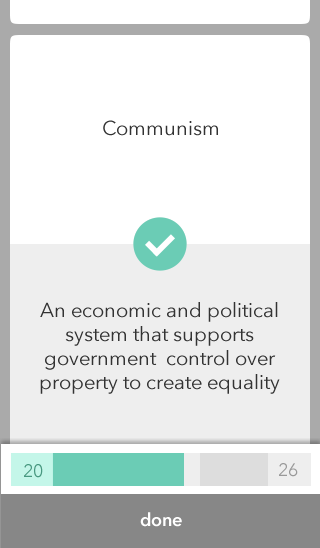 Communism
An economic and political
system that supports
government  control over
property to create equality
20
26
done